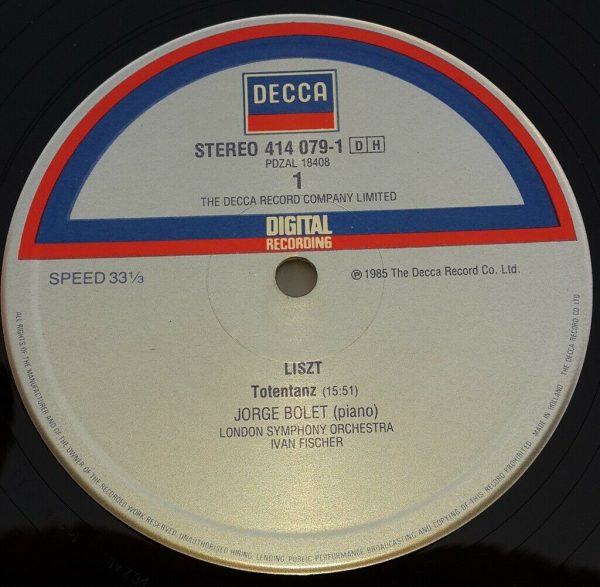 DECCA
STEREO 414 079-1 D H
PDZAL 18408
1
THE DECCA RECORD COMPANY LIMITED
DIGITAL
RECORDING
SPEED 33⅓
℗ 1985 The Decca Record Co. Ltd.
LISZT
Totentanz (15:51)
JORGE BOLET (piano)
LONDON SYMPHONY ORCHESTRA
IVAN FISCHER
ALL RIGHTS OF THE MANUFACTURER AND OF THE OWNER OF THE RECORDED WORK RESERVED. UNAUTHORISED HIRING, LENDING, PUBLIC PERFORMANCE, BROADCASTING AND COPYING OF THIS RECORD PROHIBITED. MADE IN HOLLAND. THE DECCA RECORD CO LTD